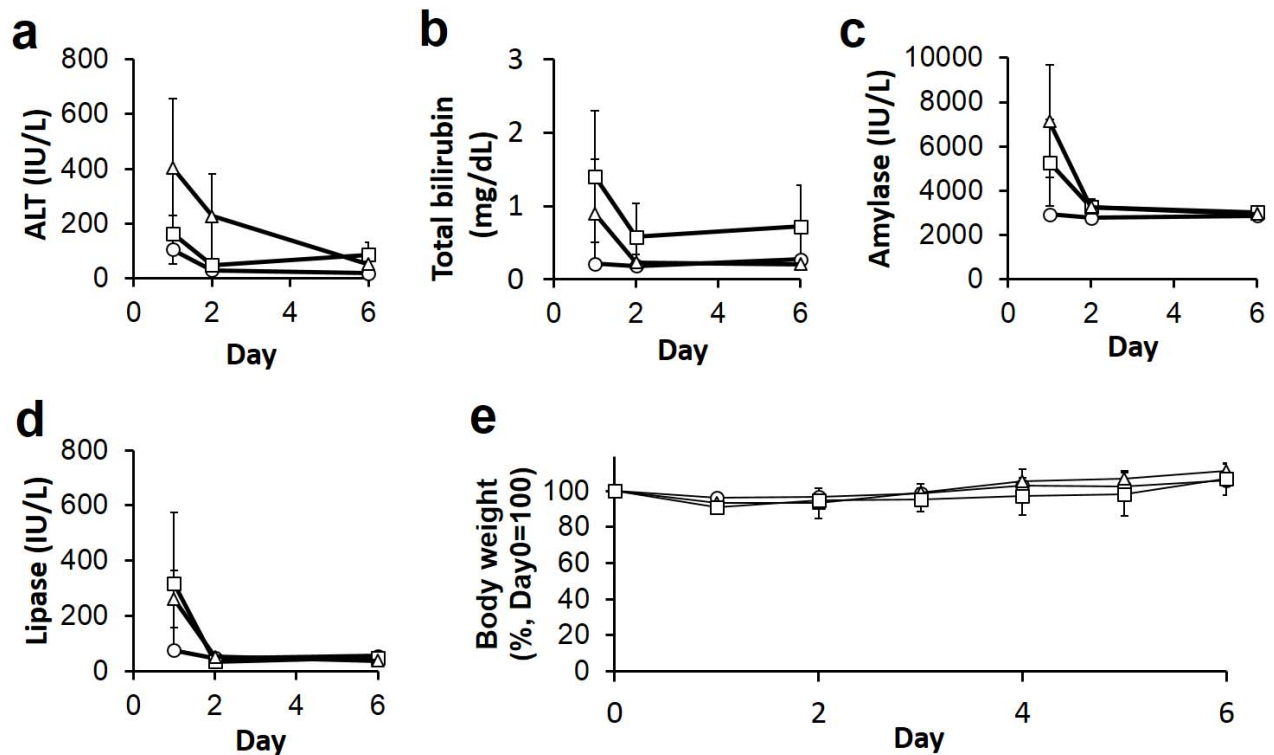 a
800
600
400
200
0
0 2 4 6
ALT (IU/L)
Day
b
3
2
1
0
0 2 4 6
Total bilirubin
(mg/dL)
Day
c
10000
8000
6000
4000
2000
0
0 2 4 6
Amylase (IU/L)
Day
d
800
600
400
200
0
0 2 4 6
Lipase (IU/L)
Day
e
100
80
60
40
20
0
0 2 4 6
Body weight
(%, Day0=100)
Day